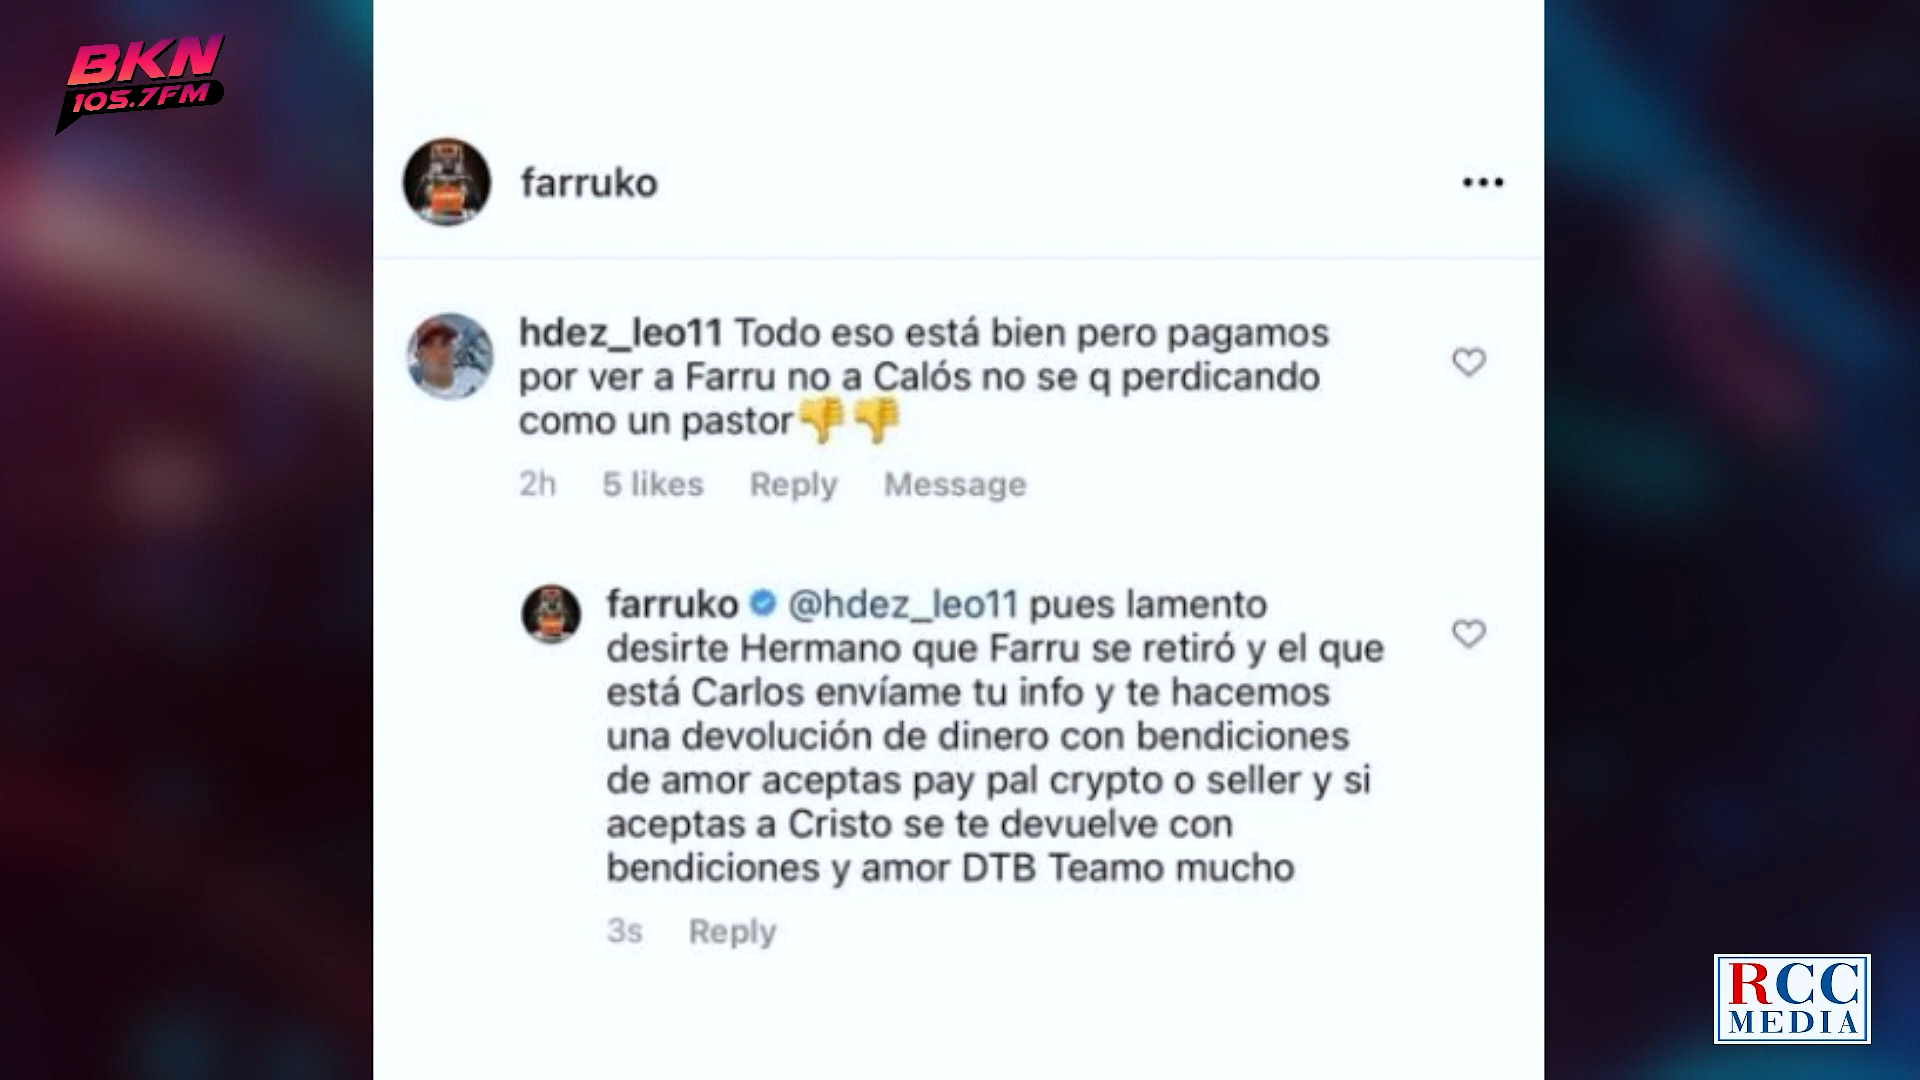 BKN
105.7FM
farruko
hdez_leo11 Todo eso está bien pero pagamos
por ver a Farru no a Calós no se q perdicando
como un pastor👎👎
2h 5 likes Reply Message
farruko @hdez_leo11 pues lamento
desirte Hermano que Farru se retiró y el que
está Carlos envíame tu info y te hacemos
una devolución de dinero con bendiciones
de amor aceptas pay pal crypto o seller y si
aceptas a Cristo se te devuelve con
bendiciones y amor DTB Teamo mucho
3s Reply
RCC
MEDIA